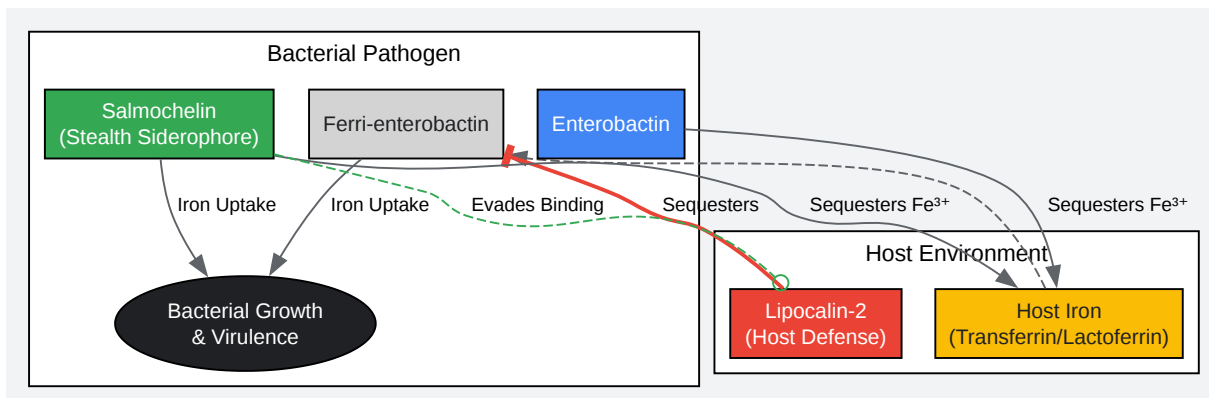 Bacterial Pathogen
Salmochelin
(Stealth Siderophore)
Ferri-enterobactin
Enterobactin
Iron Uptake
Iron Uptake
Evades Binding
Sequesters
Sequesters Fe³⁺
Sequesters Fe³⁺
Host Environment
Bacterial Growth
& Virulence
Lipocalin-2
(Host Defense)
Host Iron
(Transferrin/Lactoferrin)